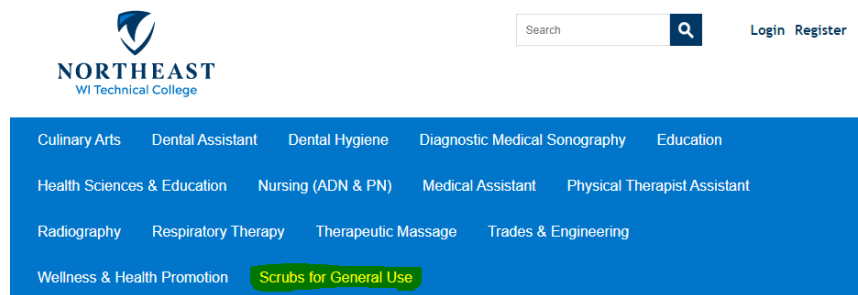 Search
Login Register
NORTHEAST
WI Technical College
Culinary Arts Dental Assistant Dental Hygiene Diagnostic Medical Sonography Education
Health Sciences & Education Nursing (ADN & PN) Medical Assistant Physical Therapist Assistant
Radiography Respiratory Therapy Therapeutic Massage Trades & Engineering
Wellness & Health Promotion Scrubs for General Use